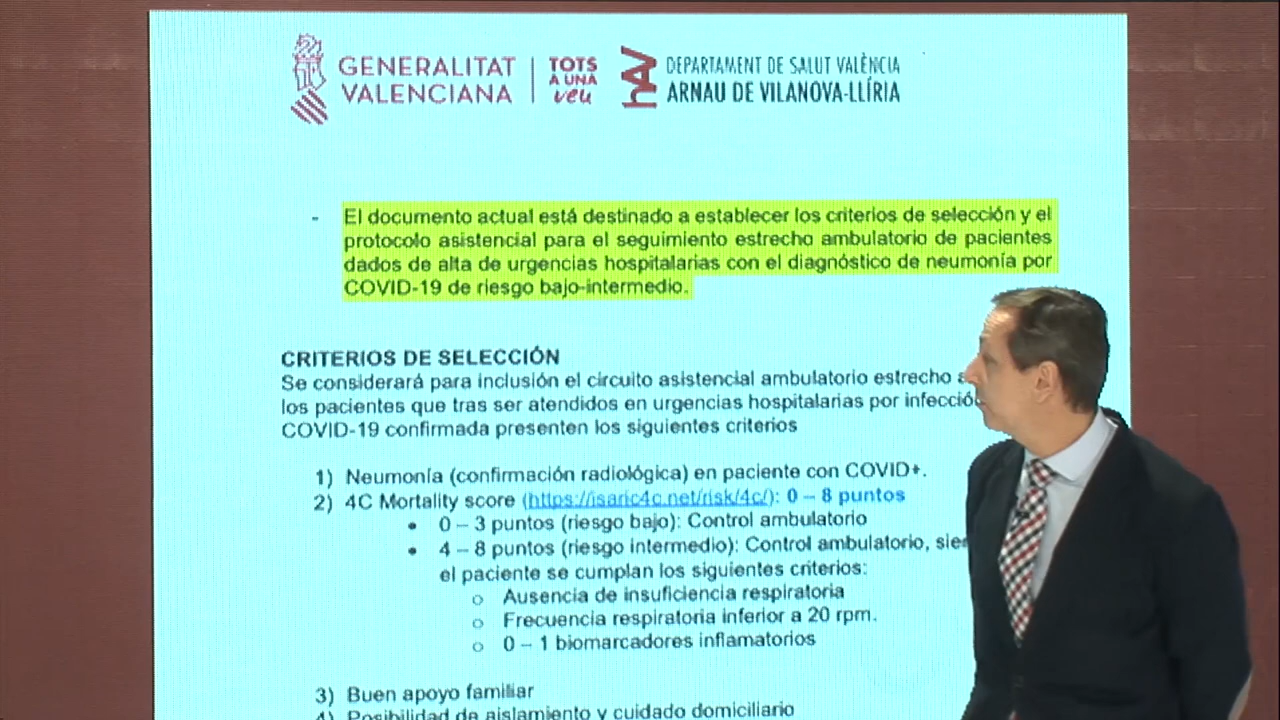 GENERALITAT
VALENCIANA
TOTS
A UNA
veu
DEPARTAMENT DE SALUT VALÈNCIA
ARNAU DE VILANOVA-LLÍRIA
- El documento actual está destinado a establecer los criterios de selección y el
protocolo asistencial para el seguimiento estrecho ambulatorio de pacientes
dados de alta de urgencias hospitalarias con el diagnóstico de neumonía por
COVID-19 de riesgo bajo-intermedio.
CRITERIOS DE SELECCIÓN
Se considerará para inclusión el circuito asistencial ambulatorio estrecho
los pacientes que tras ser atendidos en urgencias hospitalarias por infección
COVID-19 confirmada presenten los siguientes criterios
1) Neumonía (confirmación radiológica) en paciente con COVID+.
2) 4C Mortality score (https://isaric4c.net/risk/4c/): 0 – 8 puntos
• 0 – 3 puntos (riesgo bajo): Control ambulatorio
• 4 – 8 puntos (riesgo intermedio): Control ambulatorio,
el paciente se cumplan los siguientes criterios:
o Ausencia de insuficiencia respiratoria
o Frecuencia respiratoria inferior a 20 rpm.
o 0 – 1 biomarcadores inflamatorios
3) Buen apoyo familiar
4) Posibilidad de aislamiento y cuidado domiciliario